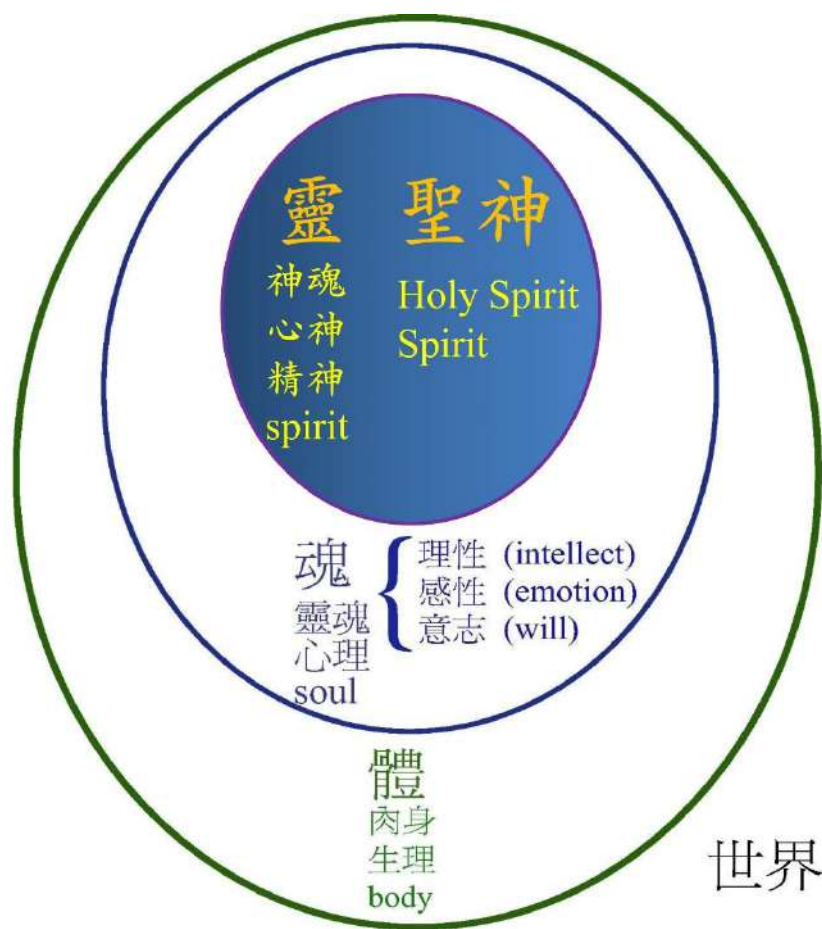 靈 聖神
神魂
心神
精神
spirit
Holy Spirit
Spirit
魂
靈魂
心理
soul
理性 (intellect)
感性 (emotion)
意志 (will)
體
肉身
生理
body
世界